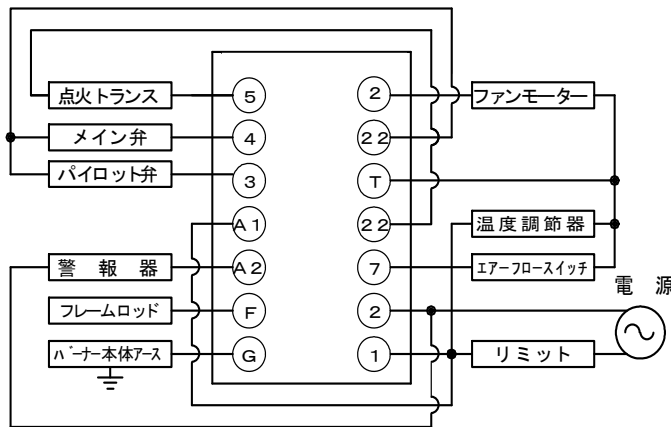 点火トランス
5
2
ファンモーター
メイン弁
4
22
パイロット弁
3
T
A1
22
温度調節器
警 報 器
A2
7
エアーフロースイッチ
電 源
フレームロッド
F
2
バーナー本体アース
G
1
リミット